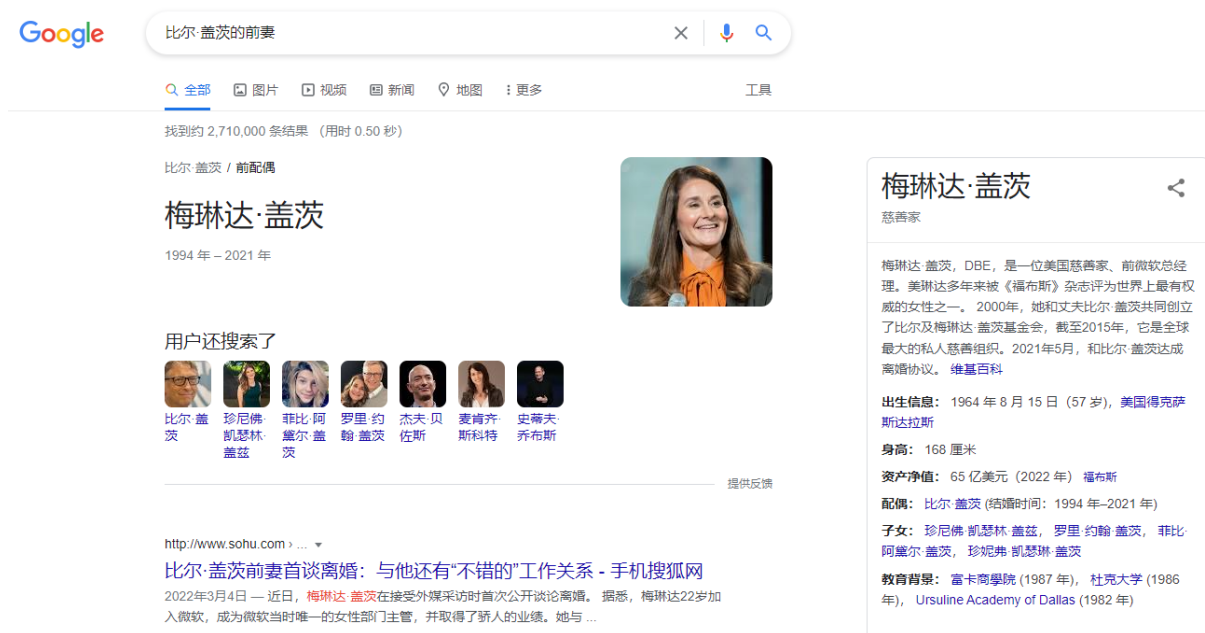 Google
比尔·盖茨的前妻
全部 图片 视频 新闻 地图 更多 工具
找到约 2,710,000 条结果 （用时 0.50 秒）
比尔·盖茨 / 前配偶
梅琳达·盖茨
1994 年 – 2021 年
用户还搜索了
比尔·盖
茨
珍尼佛·
凯瑟林·
盖兹
菲比·阿
黛尔·盖
茨
罗里·约
翰·盖茨
杰夫·贝
佐斯
麦肯齐·
斯科特
史蒂夫·
乔布斯
提供反馈
http://www.sohu.com › ...
比尔·盖茨前妻首谈离婚：与他还有“不错的”工作关系 - 手机搜狐网
2022年3月4日 — 近日，梅琳达·盖茨在接受外媒采访时首次公开谈论离婚。 据悉，梅琳达22岁加
入微软，成为微软当时唯一的女性部门主管，并取得了骄人的业绩。她与 ...
梅琳达·盖茨
慈善家
梅琳达·盖茨，DBE，是一位美国慈善家、前微软总经
理。美琳达多年来被《福布斯》杂志评为世界上最有权
威的女性之一。 2000年，她和丈夫比尔·盖茨共同创立
了比尔及梅琳达·盖茨基金会，截至2015年，它是全球
最大的私人慈善组织。2021年5月，和比尔·盖茨达成
离婚协议。 维基百科
出生信息： 1964 年 8 月 15 日（57 岁），美国得克萨
斯达拉斯
身高： 168 厘米
资产净值： 65 亿美元（2022 年） 福布斯
配偶： 比尔·盖茨 (结婚时间：1994 年–2021 年)
子女： 珍尼佛·凯瑟林·盖兹， 罗里·约翰·盖茨， 菲比·
阿黛尔·盖茨， 珍妮弗·凯瑟琳·盖茨
教育背景： 富卡商學院 (1987 年)， 杜克大学 (1986
年)， Ursuline Academy of Dallas (1982 年)